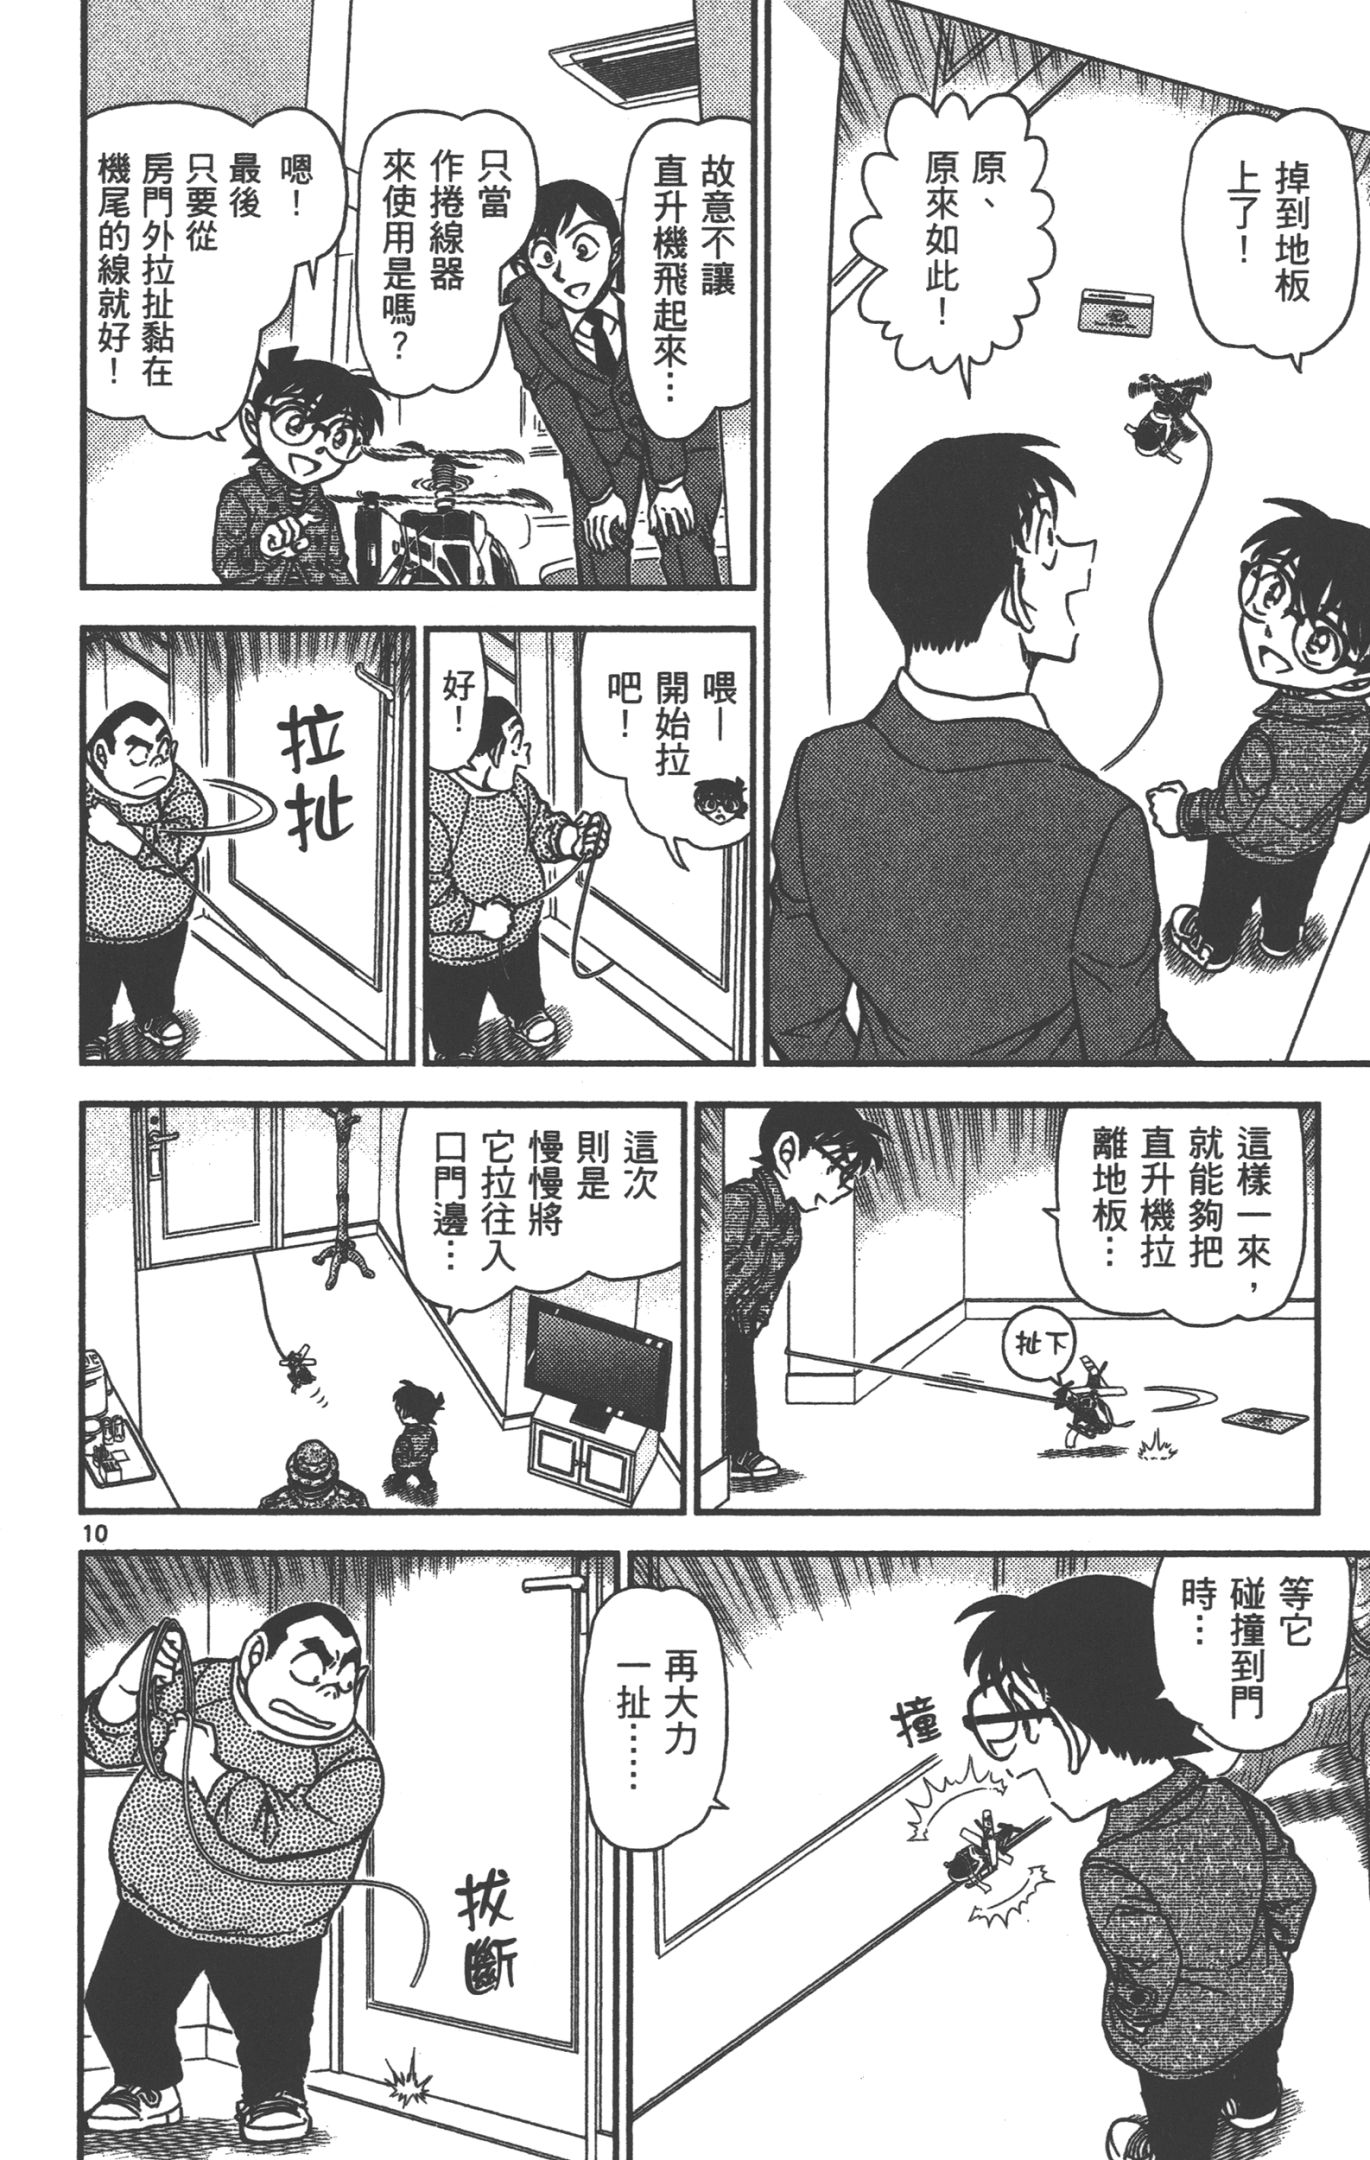 掉到地板
上了！
原、
原來如此！
故意不讓
直升機飛起來…
只當
作捲線器
來使用是嗎？
嗯！
最後
只要從
房門外拉扯黏在
機尾的線就好！
喂—
開始拉
吧！
好！
拉扯
這樣一來，
就能夠把
直升機拉
離地板…
扯下
這次
則是
慢慢將
它拉往入
口門邊…
10
等它
碰撞到門
時…
撞
再大力
一扯……
拔斷